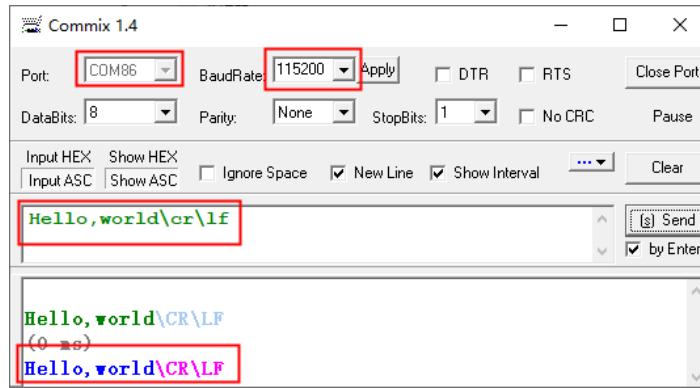 Commix 1.4
Port: COM86 BaudRate: 115200 Apply DTR RTS Close Port
DataBits: 8 Parity: None StopBits: 1 No CRC Pause
Input HEX Show HEX
Input ASC Show ASC Ignore Space New Line Show Interval ... Clear
Hello,world\cr\lf
(s) Send
by Enter
Hello,world\CR\LF
(0 ms)
Hello,world\CR\LF